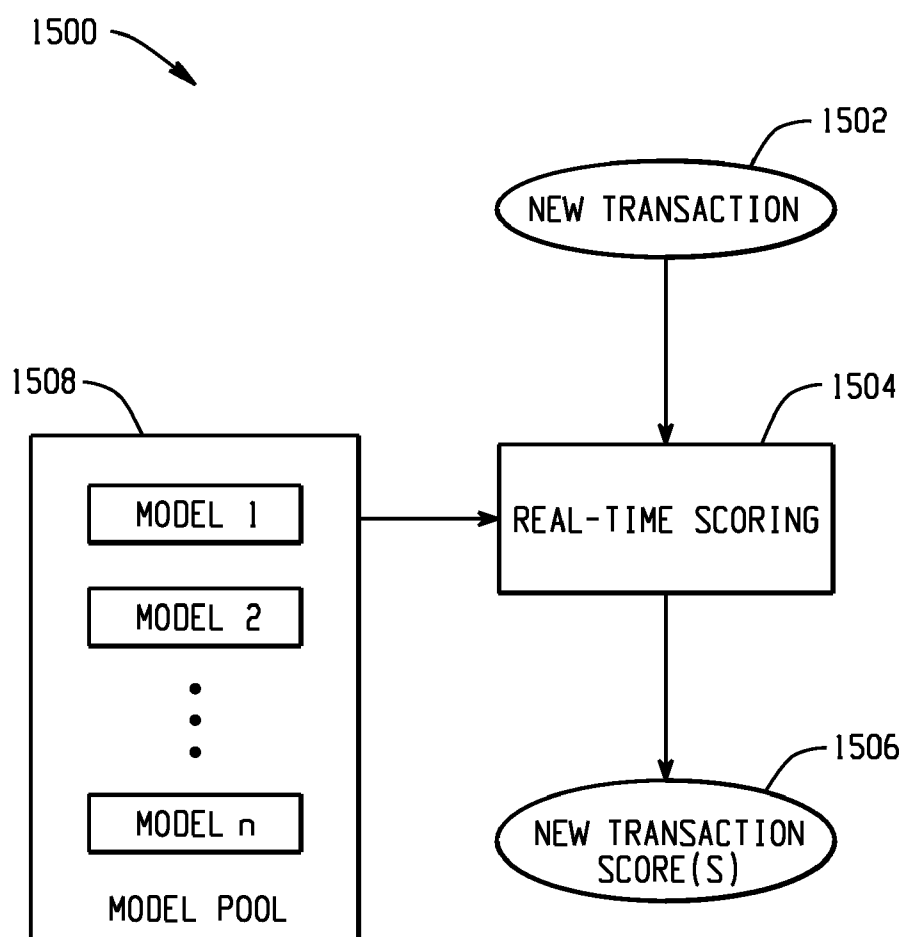 1500
1502
NEW TRANSACTION
1508
1504
MODEL 1
REAL-TIME SCORING
MODEL 2
1506
MODEL n
NEW TRANSACTION
SCORE(S)
MODEL POOL